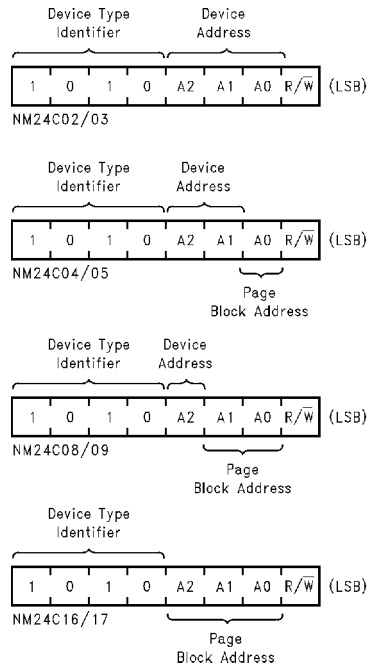 Device Type Device
Identifier Address
1 0 1 0 A2 A1 A0 R/W̅ (LSB)
NM24C02/03
Device Type Device
Identifier Address
1 0 1 0 A2 A1 A0 R/W̅ (LSB)
NM24C04/05
Page
Block Address
Device Type Device
Identifier Address
1 0 1 0 A2 A1 A0 R/W̅ (LSB)
NM24C08/09
Page
Block Address
Device Type
Identifier
1 0 1 0 A2 A1 A0 R/W̅ (LSB)
NM24C16/17
Page
Block Address